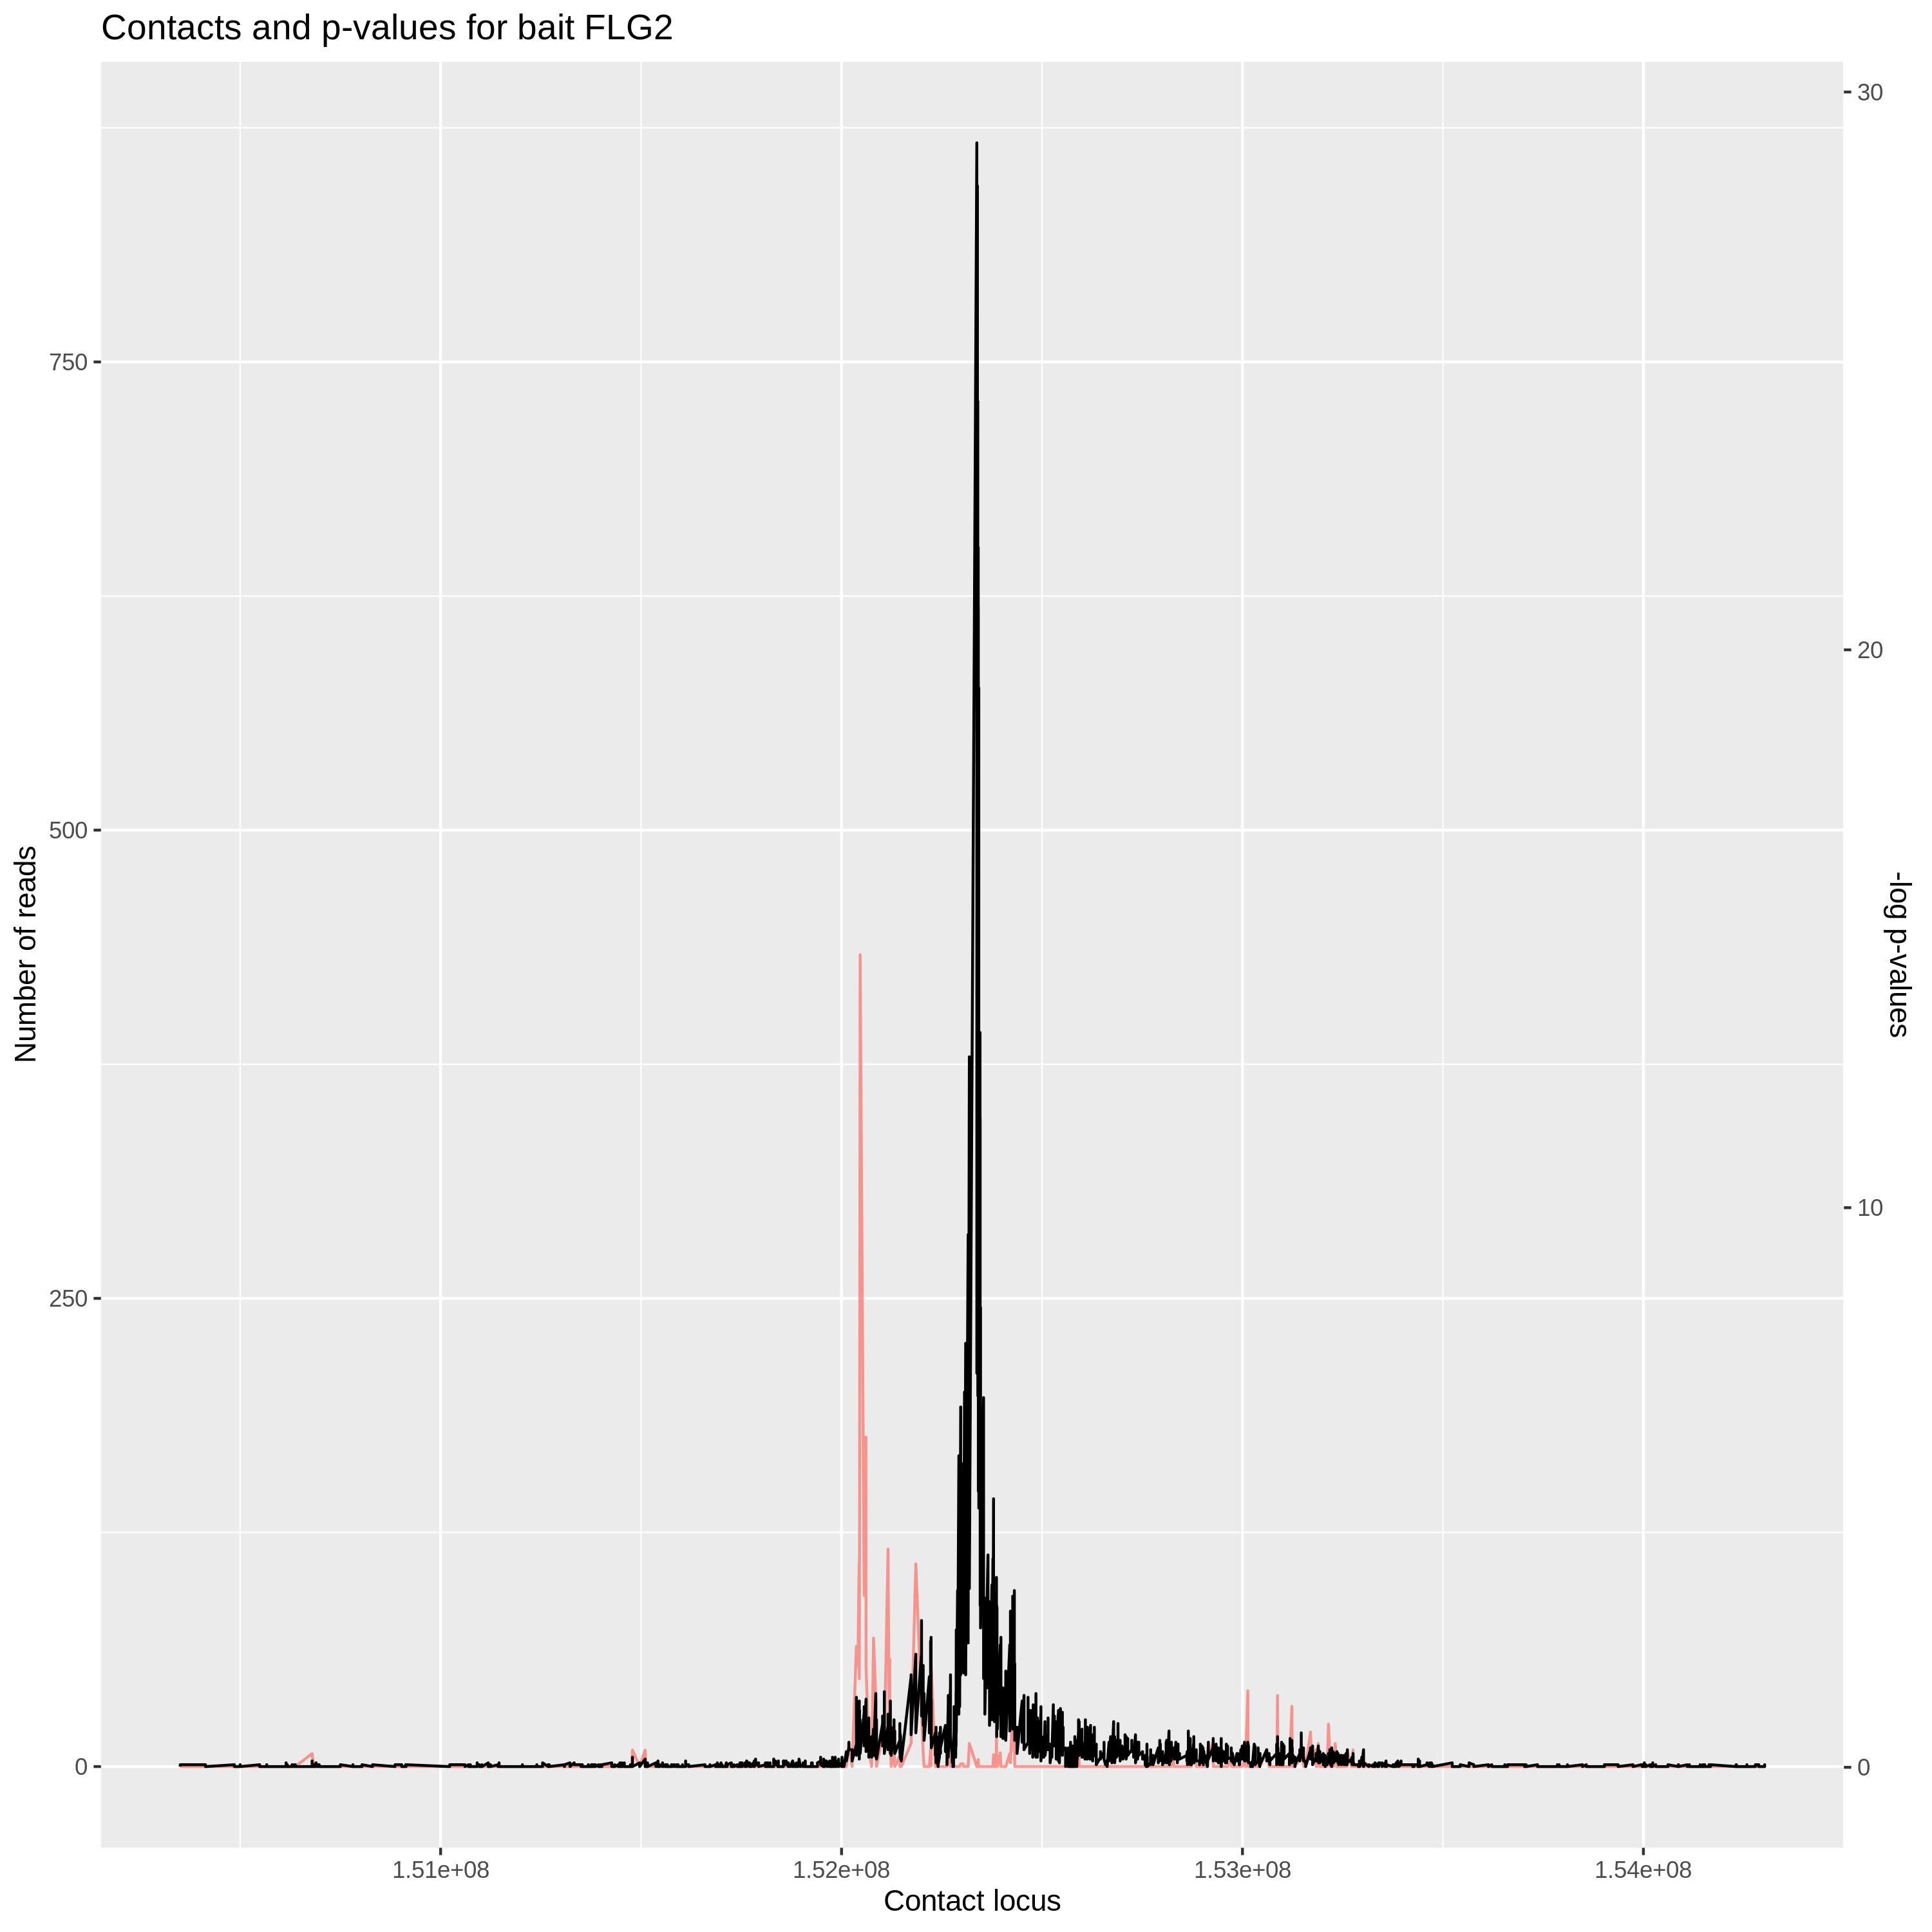 Contacts and p-values for bait FLG2
Number of reads
750
500
250
0
30
20
10
0
-log p-values
1.51e+08
1.52e+08
1.53e+08
1.54e+08
Contact locus